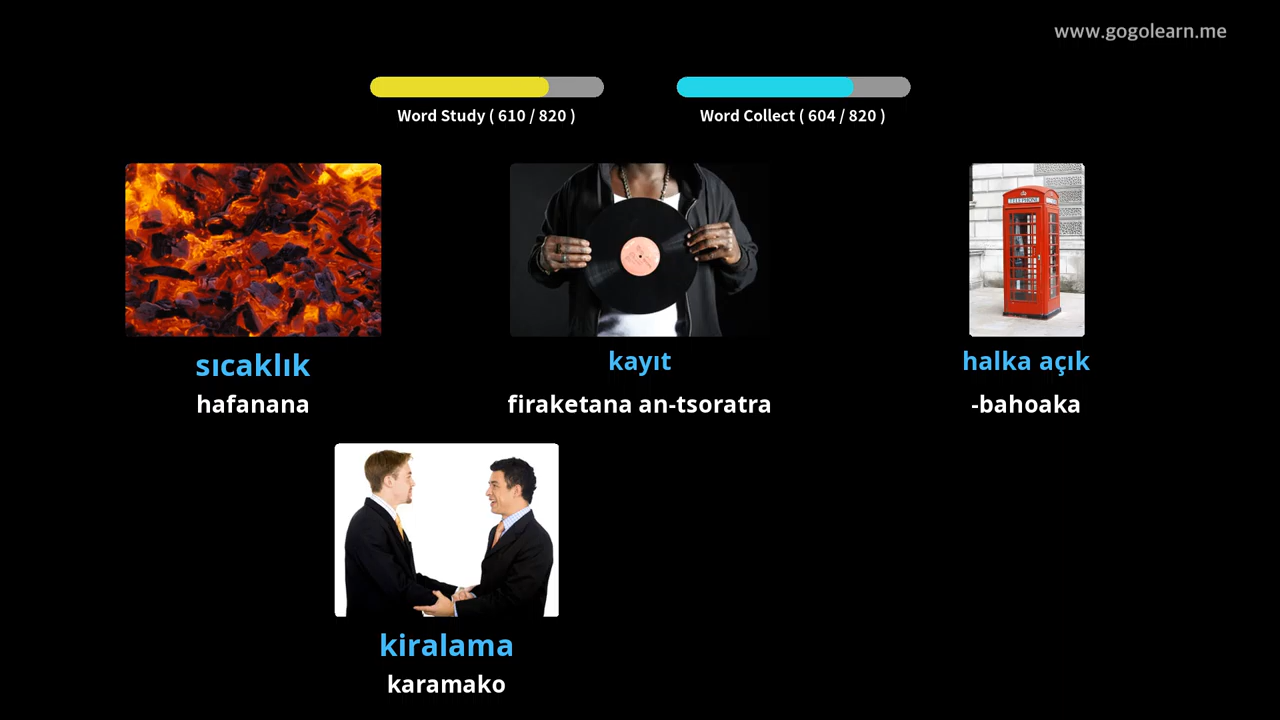 www.gogolearn.me
Word Study ( 610 / 820 )
Word Collect ( 604 / 820 )
TELEPHONE
sıcaklık
hafanana
kayıt
firaketana an-tsoratra
halka açık
-bahoaka
kiralama
karamako